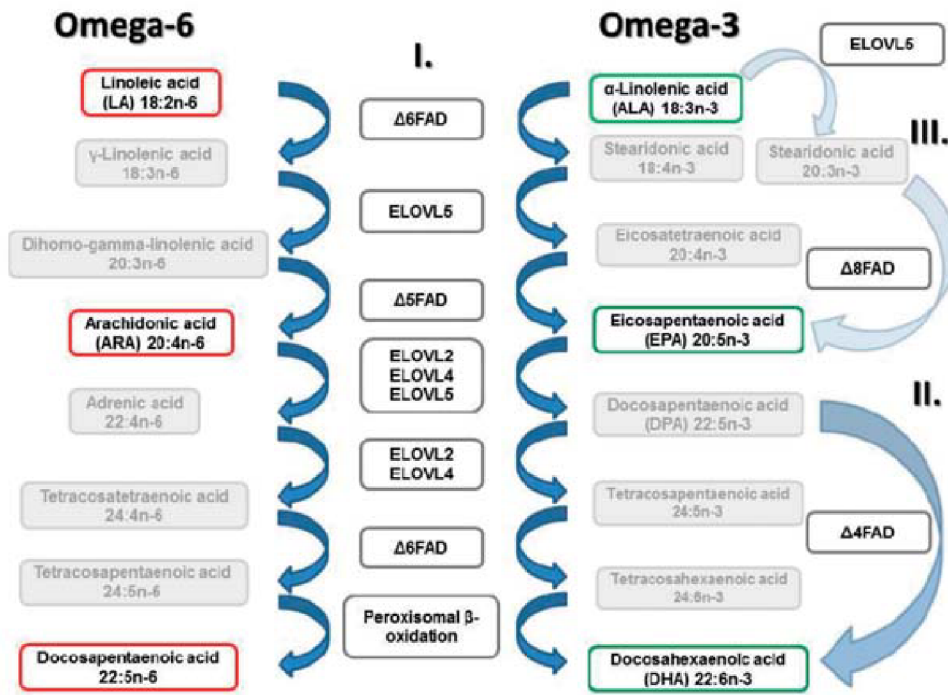 Omega-6
I.
Omega-3
ELOVL5
Linoleic acid
(LA) 18:2n-6
Δ6FAD
α-Linolenic acid
(ALA) 18:3n-3
III.
γ-Linolenic acid
18:3n-6
Stearidonic acid
18:4n-3
Stearidonic acid
20:3n-3
ELOVL5
Dihomo-gamma-linolenic acid
20:3n-6
Eicosatetraenoic acid
20:4n-3
Δ8FAD
Δ5FAD
Arachidonic acid
(ARA) 20:4n-6
Eicosapentaenoic acid
(EPA) 20:5n-3
ELOVL2
ELOVL4
ELOVL5
II.
Adrenic acid
22:4n-6
Docosapentaenoic acid
(DPA) 22:5n-3
ELOVL2
ELOVL4
Tetracosatetraenoic acid
24:4n-6
Tetracosapentaenoic acid
24:5n-3
Δ6FAD
Δ4FAD
Tetracosapentaenoic acid
24:5n-6
Tetracosahexaenoic acid
24:6n-3
Peroxisomal β-
oxidation
Docosapentaenoic acid
22:5n-6
Docosahexaenoic acid
(DHA) 22:6n-3